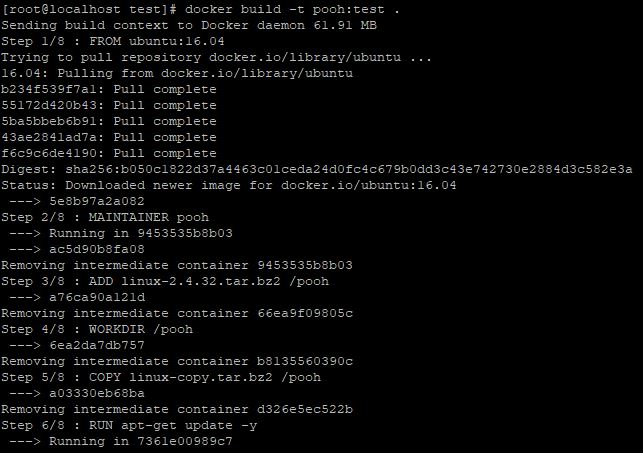 [root@localhost test]# docker build -t pooh:test .
Sending build context to Docker daemon 61.91 MB
Step 1/8 : FROM ubuntu:16.04
Trying to pull repository docker.io/library/ubuntu ...
16.04: Pulling from docker.io/library/ubuntu
b234f539f7a1: Pull complete
55172d420b43: Pull complete
5ba5bbeb6b91: Pull complete
43ae2841ad7a: Pull complete
f6c9c6de4190: Pull complete
Digest: sha256:b050c1822d37a4463c01ceda24d0fc4c679b0dd3c43e742730e2884d3c582e3a
Status: Downloaded newer image for docker.io/ubuntu:16.04
 ---> 5e8b97a2a082
Step 2/8 : MAINTAINER pooh
 ---> Running in 9453535b8b03
 ---> ac5d90b8fa08
Removing intermediate container 9453535b8b03
Step 3/8 : ADD linux-2.4.32.tar.bz2 /pooh
 ---> a76ca90a121d
Removing intermediate container 66ea9f09805c
Step 4/8 : WORKDIR /pooh
 ---> 6ea2da7db757
Removing intermediate container b8135560390c
Step 5/8 : COPY linux-copy.tar.bz2 /pooh
 ---> a03330eb68ba
Removing intermediate container d326e5ec522b
Step 6/8 : RUN apt-get update -y
 ---> Running in 7361e00989c7